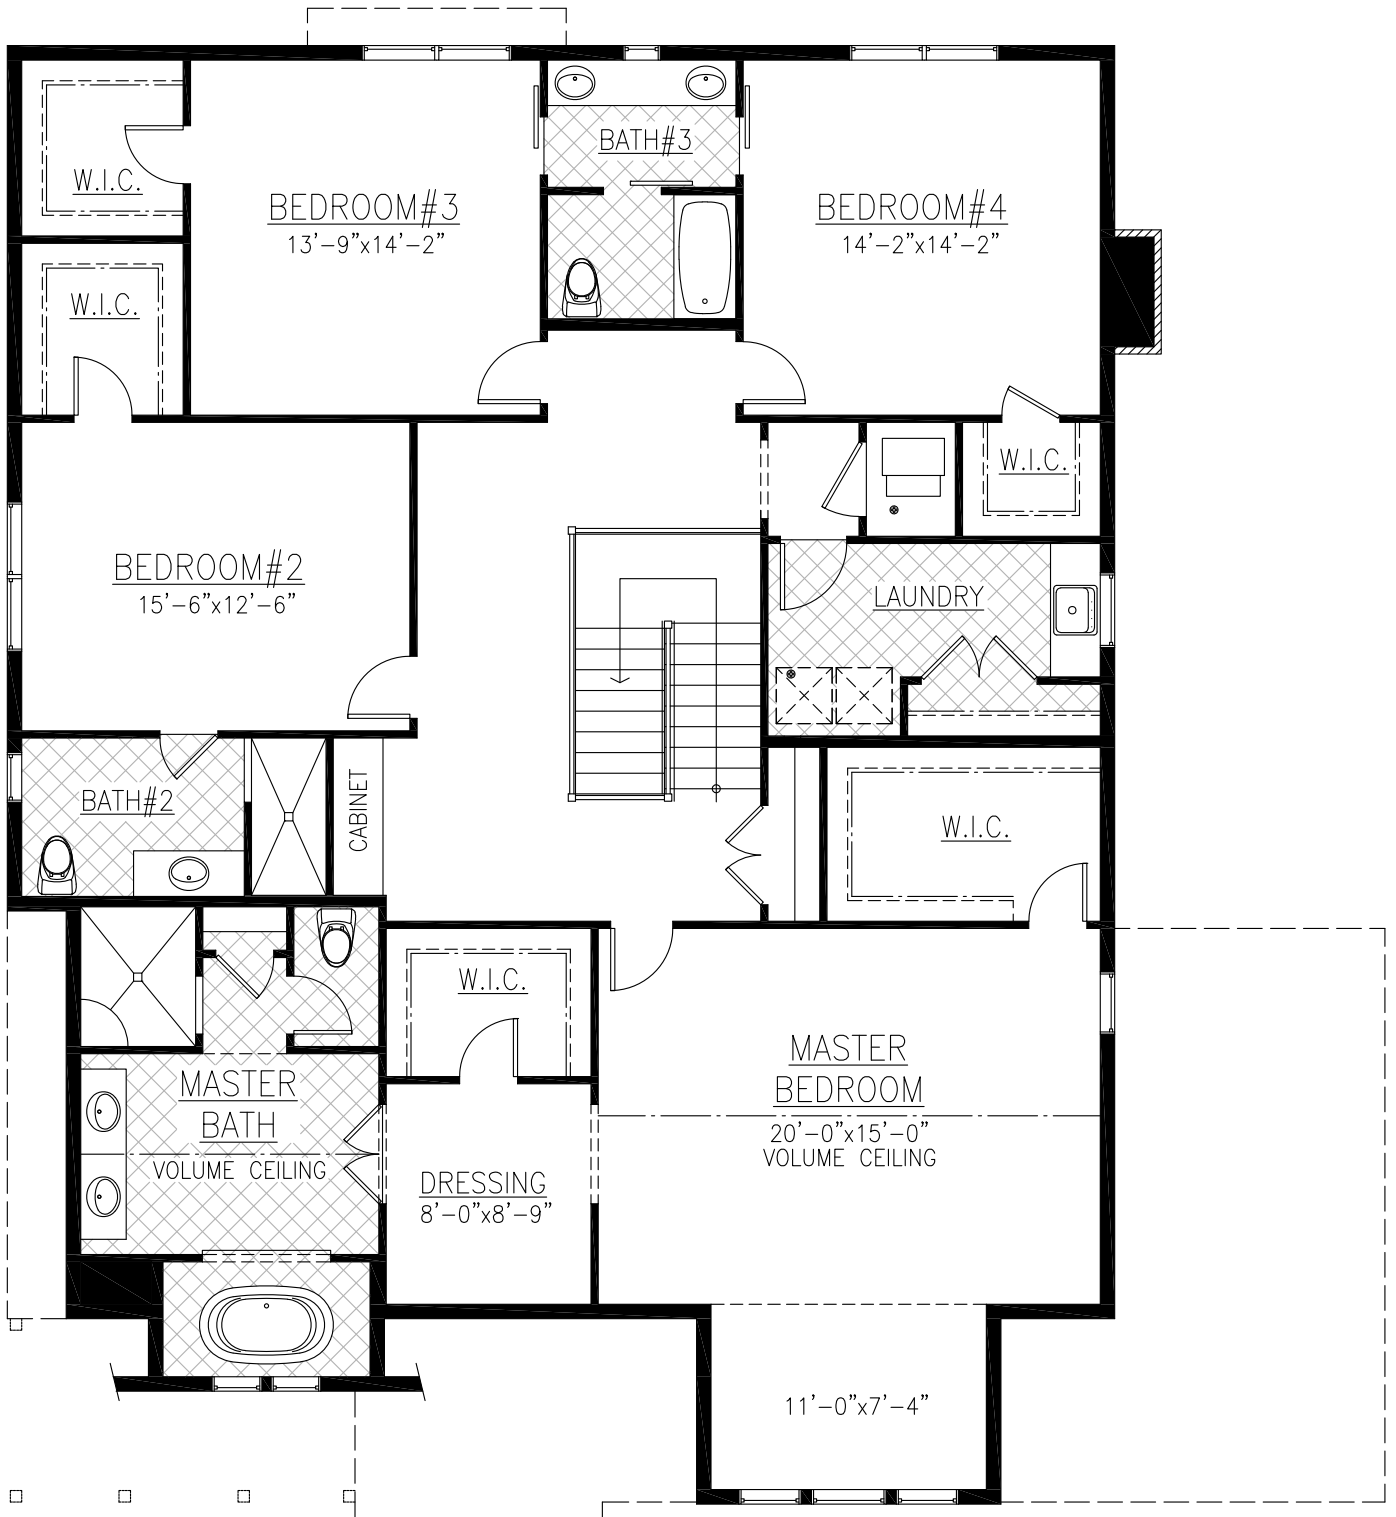 BATH#3
W.I.C.
BEDROOM#3
13'-9"x14'-2"
BEDROOM#4
14'-2"x14'-2"
W.I.C.
W.I.C.
BEDROOM#2
15'-6"x12'-6"
LAUNDRY
BATH#2
CABINET
W.I.C.
W.I.C.
MASTER
BATH
VOLUME CEILING
MASTER
BEDROOM
20'-0"x15'-0"
VOLUME CEILING
DRESSING
8'-0"x8'-9"
11'-0"x7'-4"